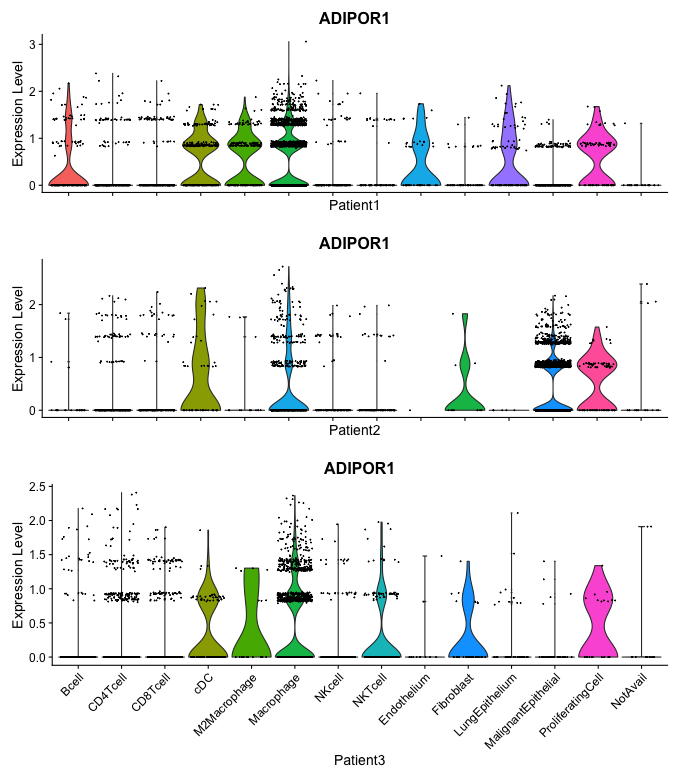 ADIPOR1
Expression Level
3
2
1
0
Patient1
ADIPOR1
Expression Level
2
1
0
Patient2
ADIPOR1
Expression Level
2.5
2.0
1.5
1.0
0.5
0.0
Bcell
CD4Tcell
CD8Tcell
cDC
M2Macrophage
Macrophage
NKcell
NKTcell
Endothelium
Fibroblast
LungEpithelium
MalignantEpithelial
ProliferatingCell
NotAvail
Patient3